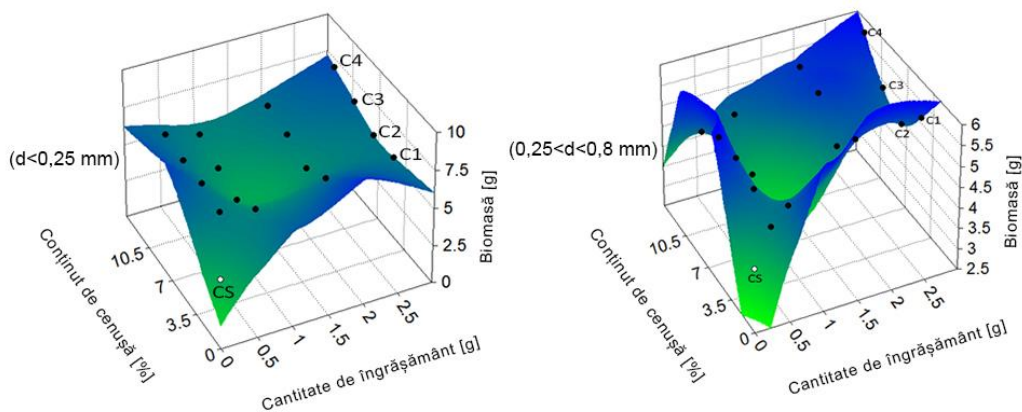 (d<0,25 mm)
C4
C3
C2
C1
CS
10
7.5
5
2.5
0
Biomasă [g]
10.5
7
3.5
0
Conținut de cenușă [%]
0
0.5
1
1.5
2
2.5
Cantitate de îngrășământ [g]
(0,25<d<0,8 mm)
C4
C3
C2
C1
CS
6
5.5
5
4.5
4
3.5
3
2.5
Biomasă [g]
10.5
7
3.5
0
Conținut de cenușă [%]
0
0.5
1
1.5
2
2.5
Cantitate de îngrășământ [g]